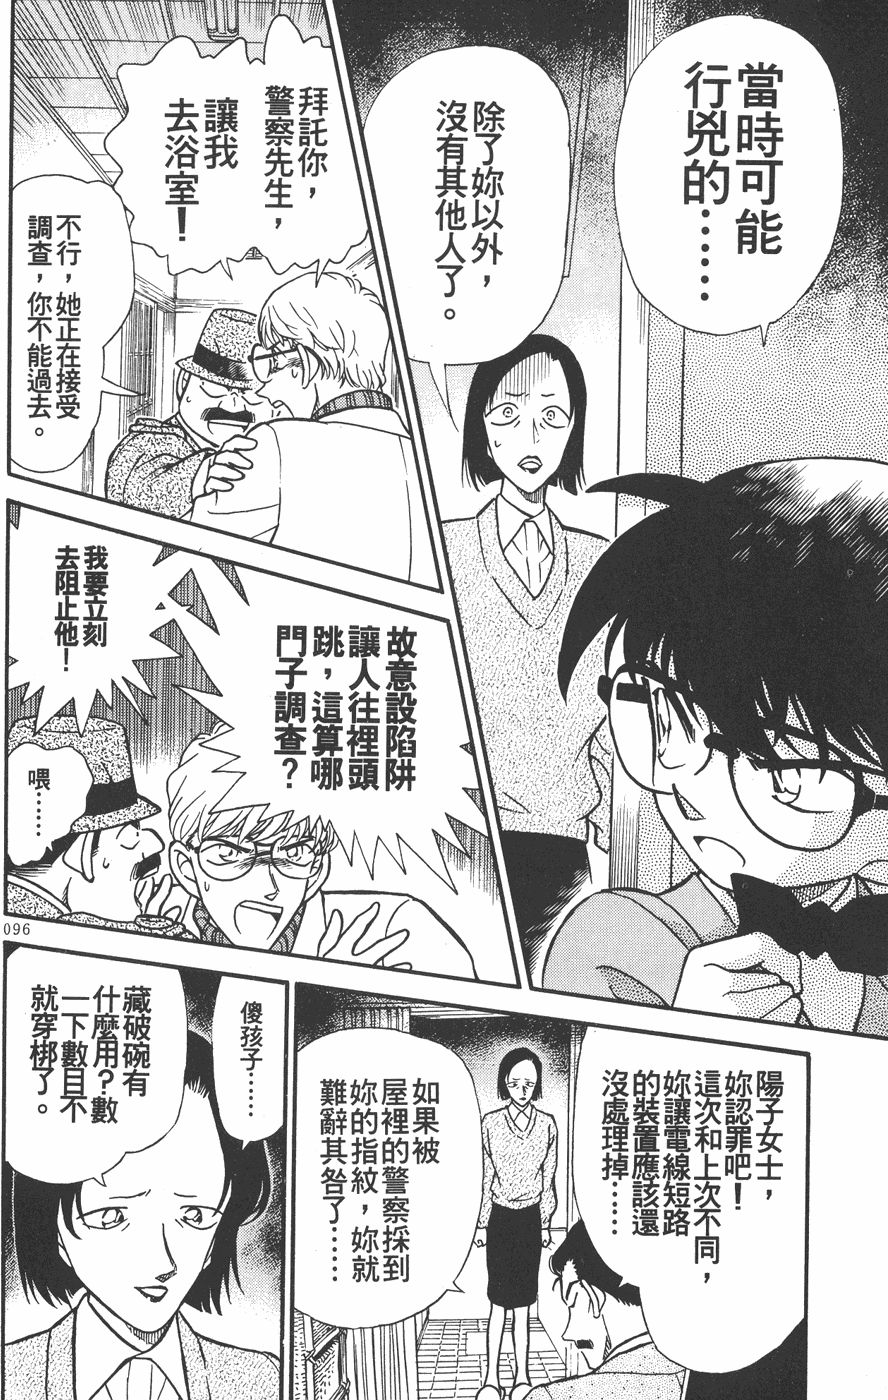 當時可能
行兇的……
除了妳以外，
沒有其他人了。
拜託你，
警察先生，
讓我
去浴室！
不行，她正在接受
調查，你不能過去。
故意設陷阱
讓人往裡頭
跳，這算哪
門子調查？
我要立刻
去阻止他！
喂……
096
陽子女士，
妳認罪吧！
這次和上次不同，
妳讓電線短路
的裝置應該還
沒處理掉……
如果被
屋裡的警察採到
妳的指紋，妳就
難辭其咎了……
傻孩子……
藏破碗有
什麼用？數
一下數目不
就穿梆了。